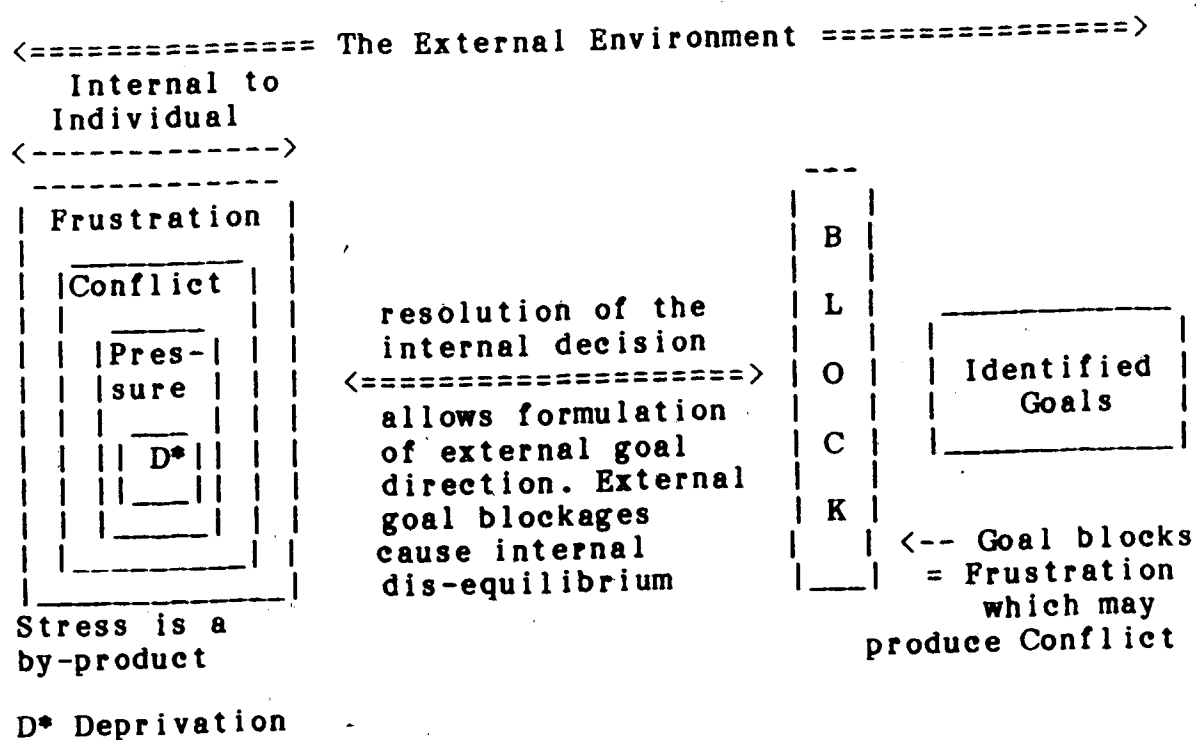 <=============== The External Environment ================>
Internal to
Individual
<------------->
Frustration
Conflict
Pres-
sure
D*
resolution of the
internal decision
<=====================>
allows formulation
of external goal
direction. External
goal blockages
cause internal
dis-equilibrium
B
L
O
C
K
Identified
Goals
<-- Goal blocks
= Frustration
which may
produce Conflict
Stress is a
by-product
D* Deprivation